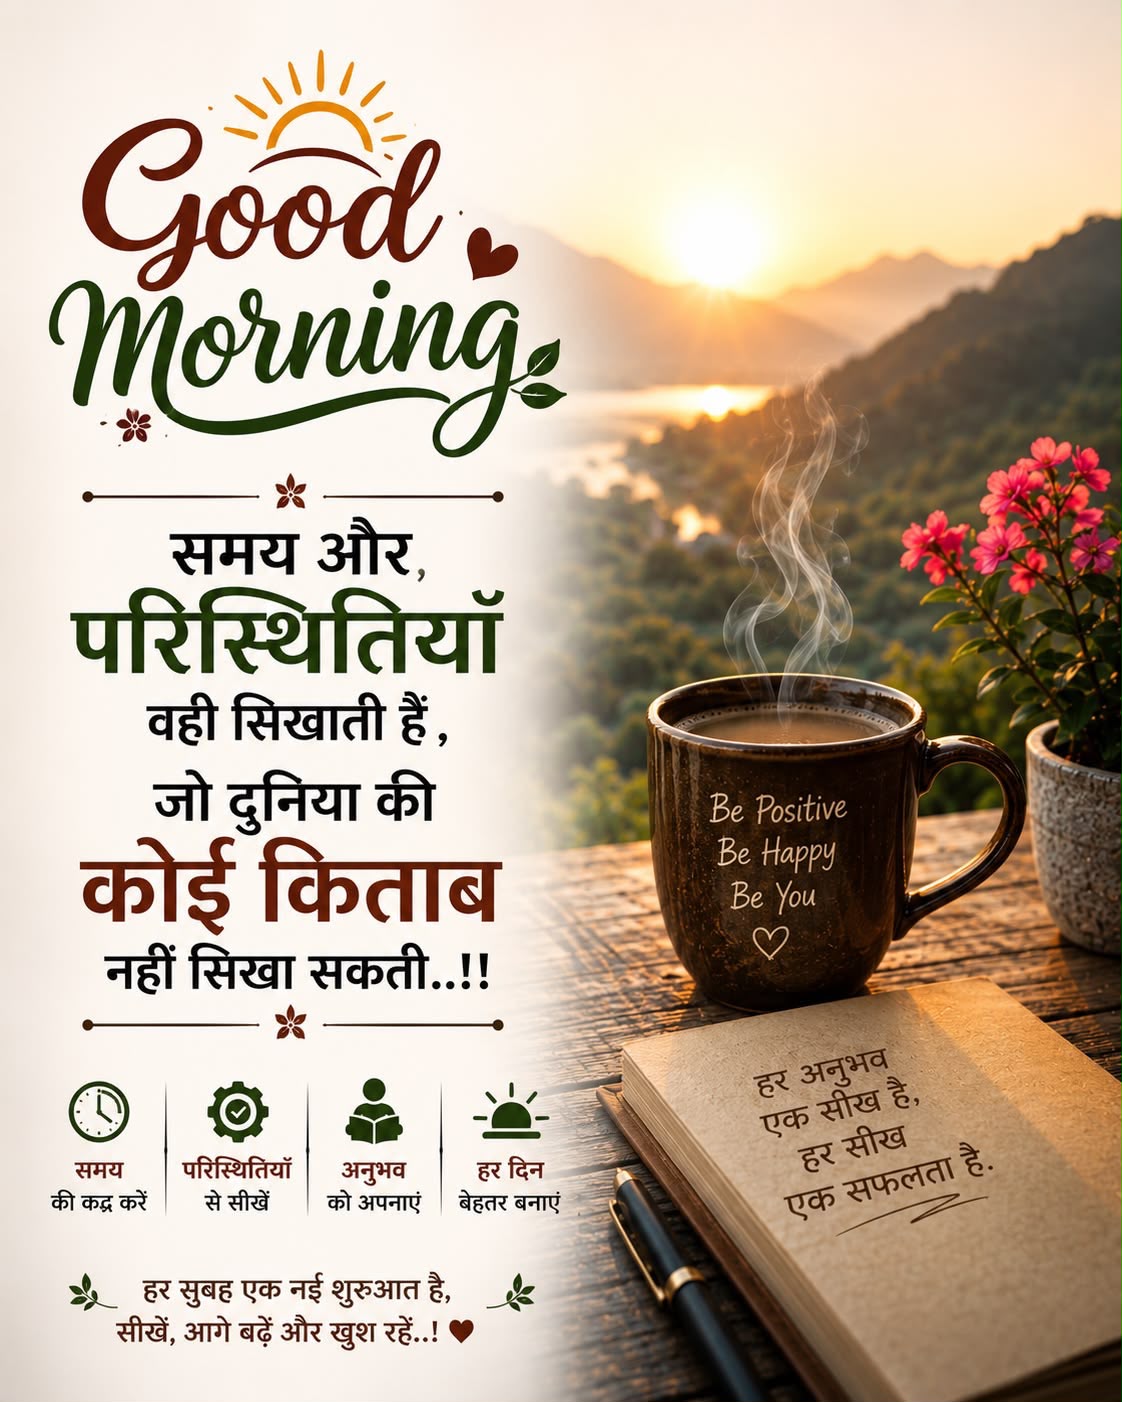 Good
Morning
समय और,
परिस्थितियॉ
वही सिखाती हैं,
जो दुनिया की
कोई किताब
नहीं सिखा सकती..!!
समय
की कद्ध करें
परिस्थितियॉ
से सीखें
अनुभव
को अपनाएं
हर दिन
बेहतर बनाएं
हर सुबह एक नई शुरुआत है,
सीखें, आगे बढ़ें और खुश रहें..!
Be Positive
Be Happy
Be You
हर अनुभव
एक सीख है,
हर सीख
एक सफलता है.